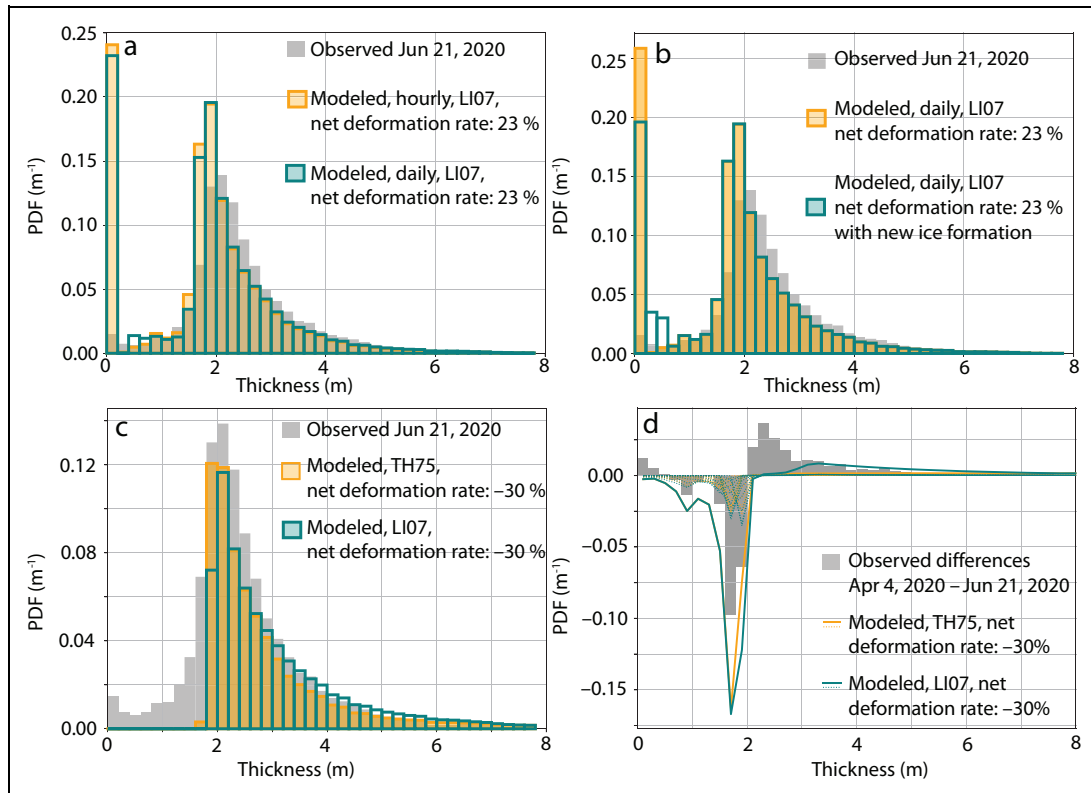 a
Observed Jun 21, 2020
Modeled, hourly, LI07,
net deformation rate: 23 %
Modeled, daily, LI07,
net deformation rate: 23 %
PDF (m⁻¹)
0.25
0.20
0.15
0.10
0.05
0.00
0 2 4 6 8
Thickness (m)
b
Observed Jun 21, 2020
Modeled, daily, LI07
net deformation rate: 23 %
Modeled, daily, LI07
net deformation rate: 23 %
with new ice formation
PDF (m⁻¹)
0.25
0.20
0.15
0.10
0.05
0.00
0 2 4 6 8
Thickness (m)
c
Observed Jun 21, 2020
Modeled, TH75,
net deformation rate: –30 %
Modeled, LI07,
net deformation rate: –30 %
PDF (m⁻¹)
0.12
0.08
0.04
0.00
0 2 4 6 8
Thickness (m)
d
Observed differences
Apr 4, 2020 – Jun 21, 2020
Modeled, TH75, net
deformation rate: –30%
Modeled, LI07, net
deformation rate: –30%
PDF (m⁻¹)
0.00
−0.05
−0.10
−0.15
0 2 4 6 8
Thickness (m)